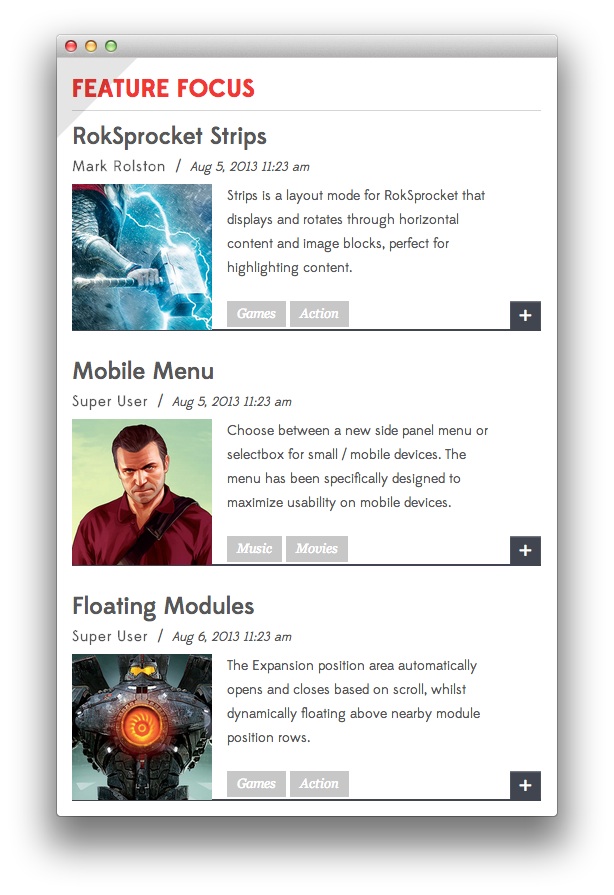 FEATURE FOCUS
RokSprocket Strips
Mark Rolston / Aug 5, 2013 11:23 am
Strips is a layout mode for RokSprocket that
displays and rotates through horizontal
content and image blocks, perfect for
highlighting content.
Games Action +
Mobile Menu
Super User / Aug 5, 2013 11:23 am
Choose between a new side panel menu or
selectbox for small / mobile devices. The
menu has been specifically designed to
maximize usability on mobile devices.
Music Movies +
Floating Modules
Super User / Aug 6, 2013 11:23 am
The Expansion position area automatically
opens and closes based on scroll, whilst
dynamically floating above nearby module
position rows.
Games Action +